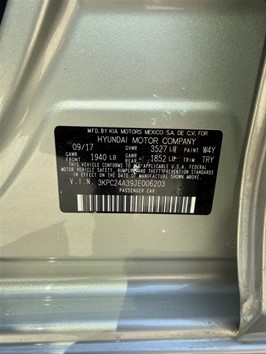 MFD BY KIA MOTORS MEXICO S.A. DE C.V. FOR
HYUNDAI MOTOR COMPANY
09/17 GVWR 3527 LB PAINT W4Y
GAWR FRONT 1940 LB GAWR REAR 1852 LB TRIM TRY
THIS VEHICLE CONFORMS TO ALL APPLICABLE FEDERAL
MOTOR VEHICLE SAFETY, BUMPER, AND THEFT PREVENTION
STANDARDS IN EFFECT ON THE DATE OF MANUFACTURE
SHOWN ABOVE.
V.I.N. 3KPC24A39JE006203
PASSENGER CAR